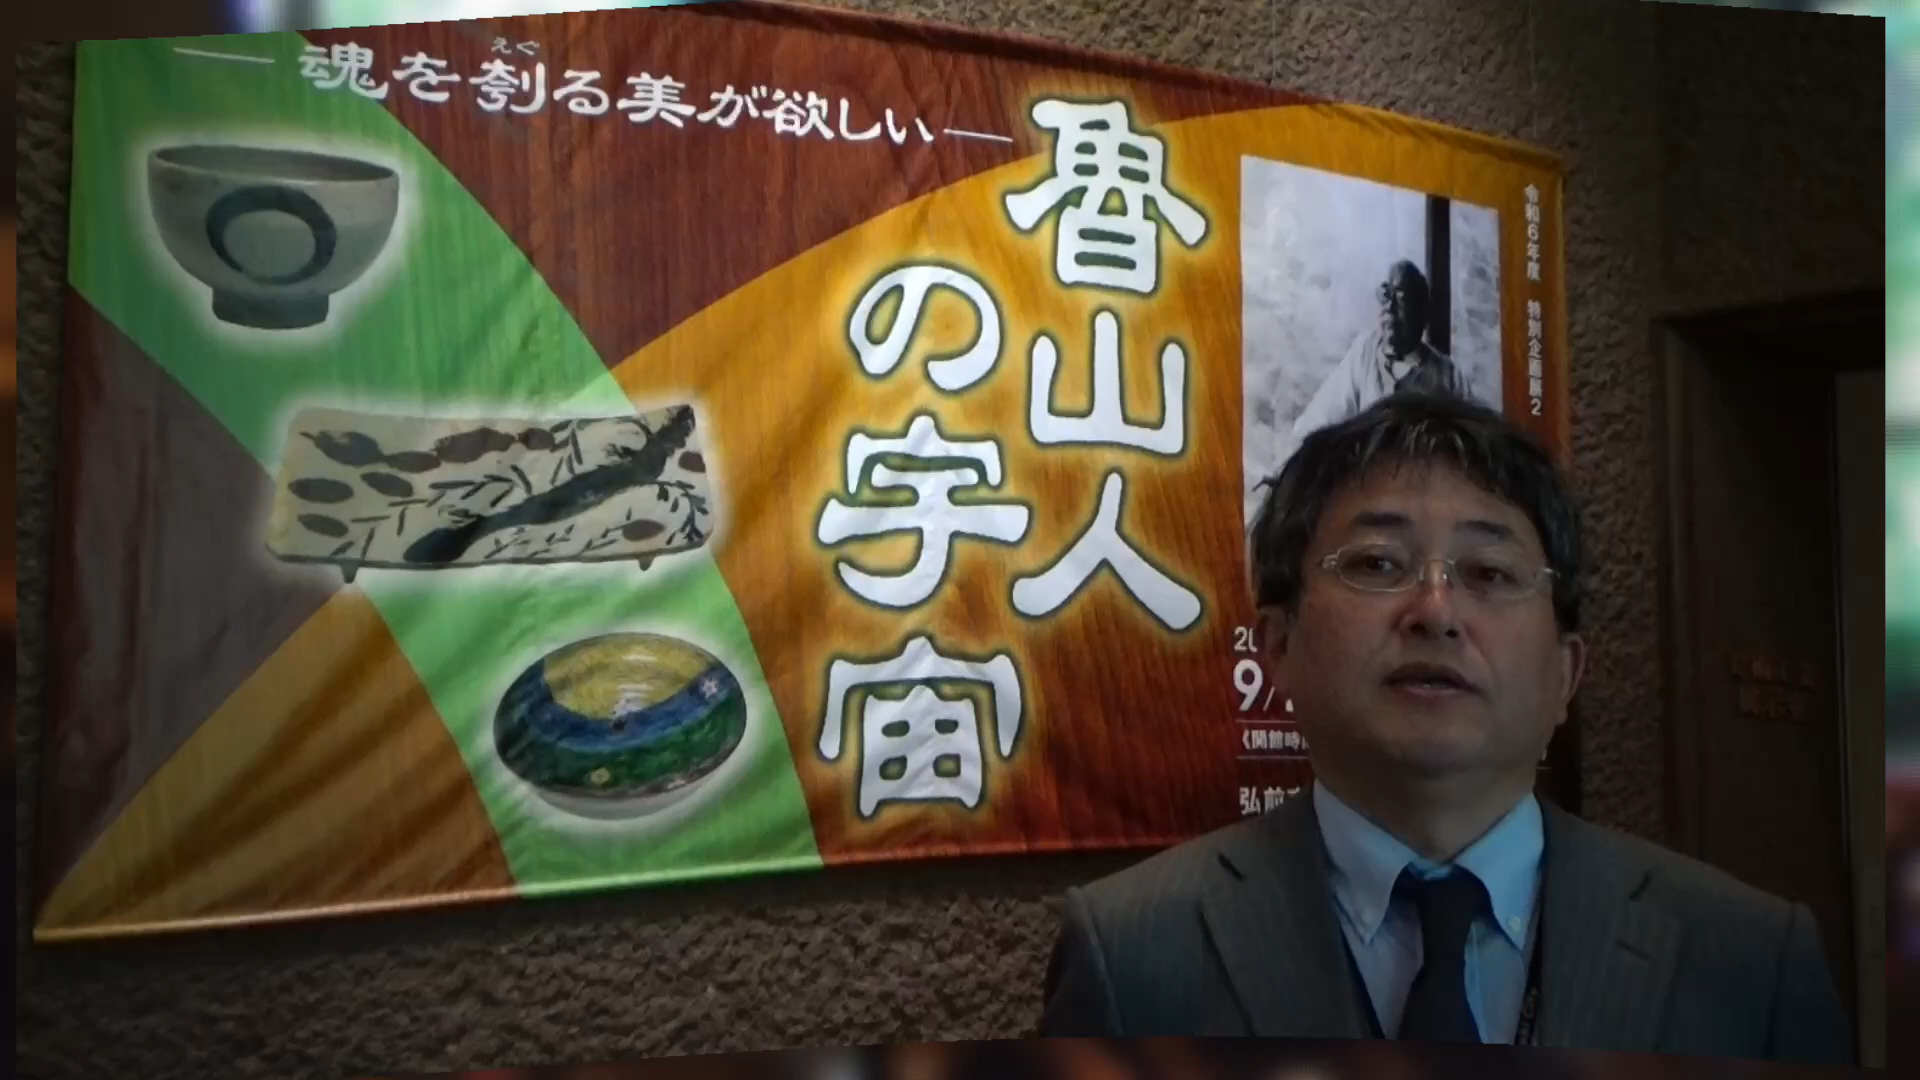 ― 魂を刳る美が欲しい ―
えぐ
魯山人
の宇宙
令和6年度 特別企画展2
9/
《開館時
弘前